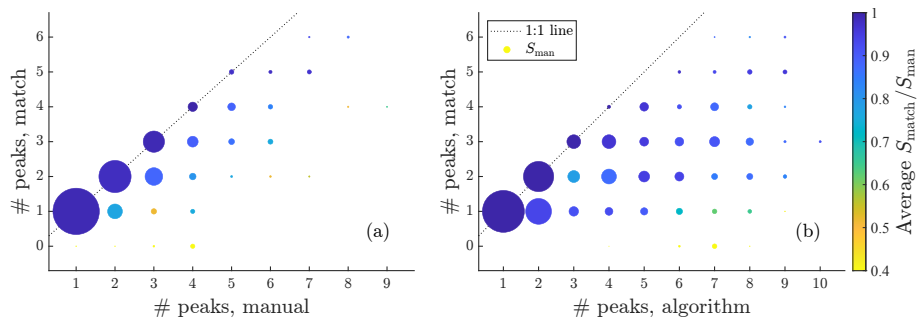 6
5
4
3
2
1
0
# peaks, match
1 2 3 4 5 6 7 8 9
# peaks, manual
(a)
6
5
4
3
2
1
0
# peaks, match
1:1 line
S_man
1 2 3 4 5 6 7 8 9 10
# peaks, algorithm
(b)
1
0.9
0.8
0.7
0.6
0.5
0.4
Average S_match/S_man